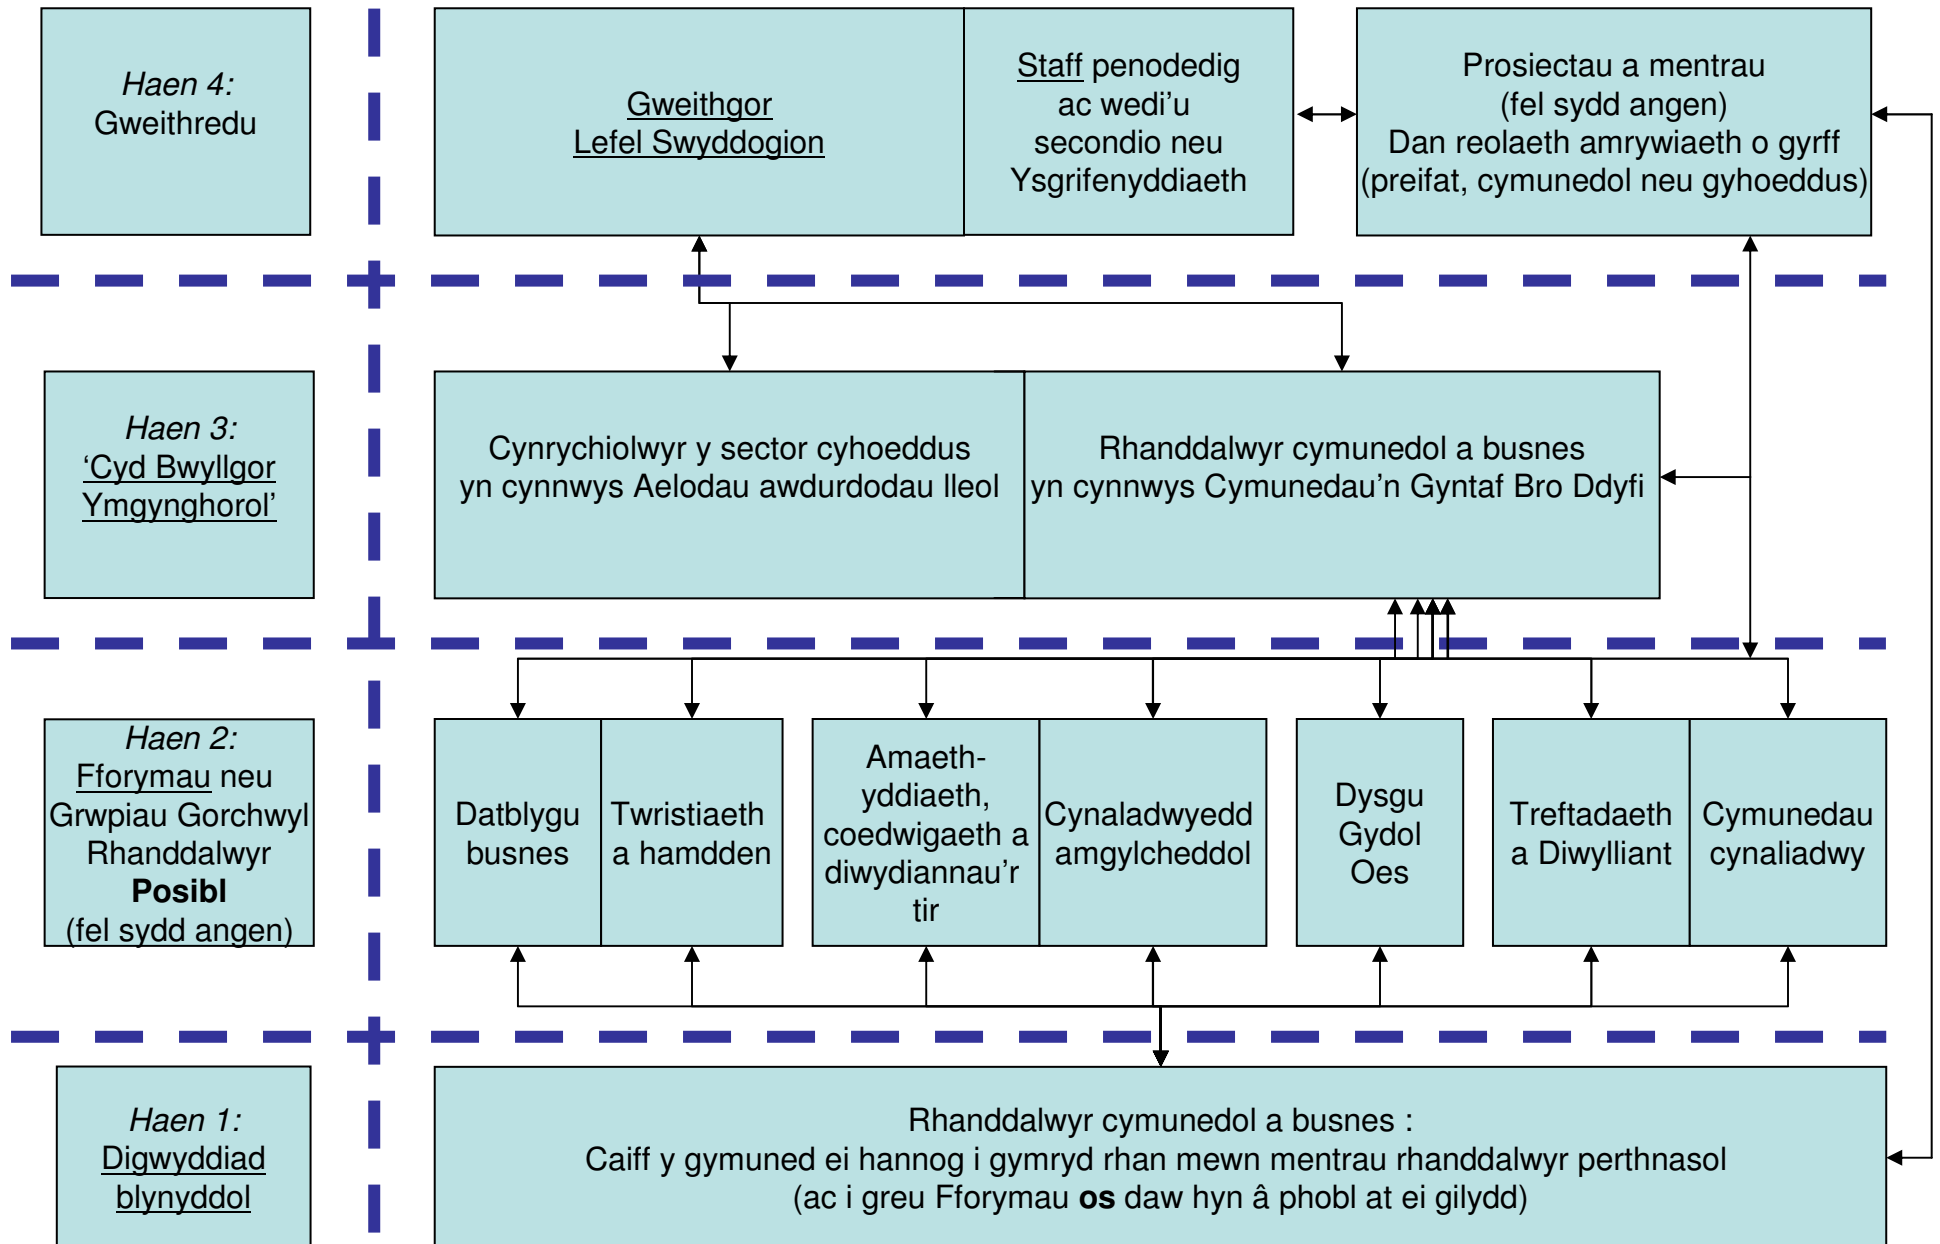 Haen 4:
Gweithredu
Gweithgor
Lefel Swyddogion
Staff penodedig
ac wedi’u
secondio neu
Ysgrifenyddiaeth
Prosiectau a mentrau
(fel sydd angen)
Dan reolaeth amrywiaeth o gyrff
(preifat, cymunedol neu gyhoeddus)
Haen 3:
‘Cyd Bwyllgor
Ymgynghorol’
Cynrychiolwyr y sector cyhoeddus
yn cynnwys Aelodau awdurdodau lleol
Rhanddalwyr cymunedol a busnes
yn cynnwys Cymunedau’n Gyntaf Bro Ddyfi
Haen 2:
Fforymau neu
Grwpiau Gorchwyl
Rhanddalwyr
Posibl
(fel sydd angen)
Datblygu
busnes
Twristiaeth
a hamdden
Amaeth-
yddiaeth,
coedwigaeth a
diwydiannau’r
tir
Cynaladwyedd
amgylcheddol
Dysgu
Gydol
Oes
Treftadaeth
a Diwylliant
Cymunedau
cynaliadwy
Haen 1:
Digwyddiad
blynyddol
Rhanddalwyr cymunedol a busnes :
Caiff y gymuned ei hannog i gymryd rhan mewn mentrau rhanddalwyr perthnasol
(ac i greu Fforymau os daw hyn â phobl at ei gilydd)